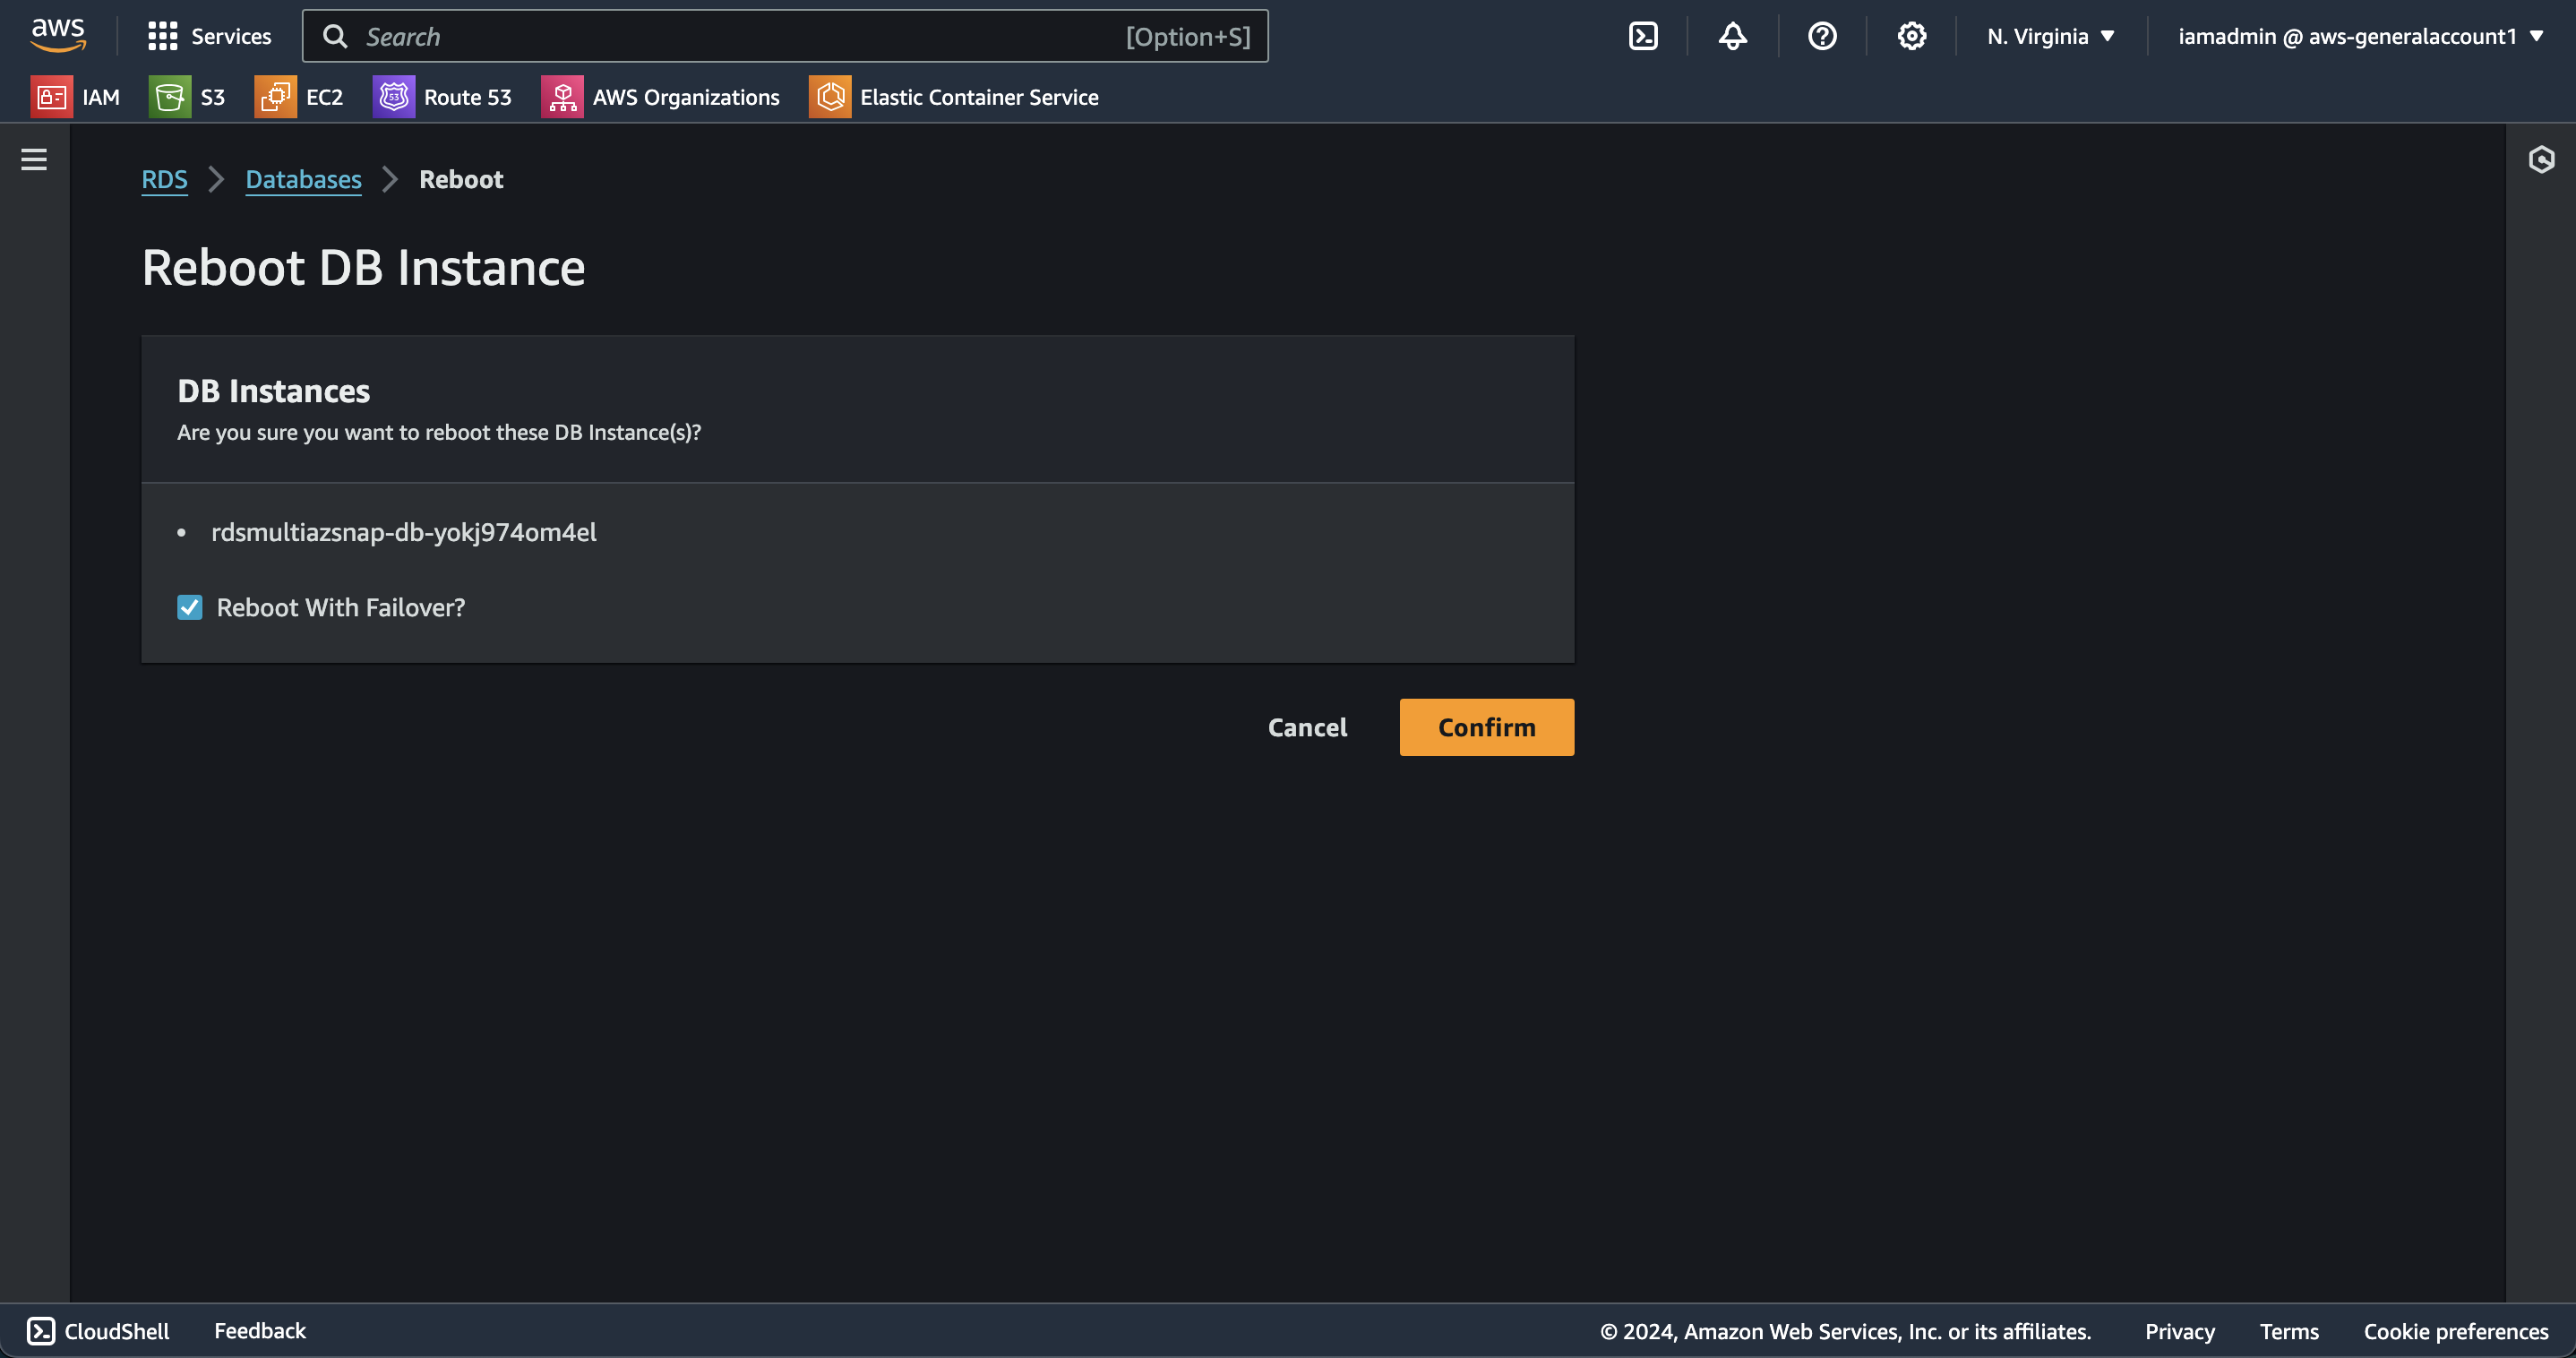 aws Services Search [Option+S] N. Virginia iamadmin @ aws-generalaccount1
IAM S3 EC2 53 Route 53 AWS Organizations Elastic Container Service
RDS Databases Reboot
Reboot DB Instance
DB Instances
Are you sure you want to reboot these DB Instance(s)?
• rdsmultiazsnap-db-yokj974om4el
Reboot With Failover?
Cancel Confirm
CloudShell Feedback © 2024, Amazon Web Services, Inc. or its affiliates. Privacy Terms Cookie preferences